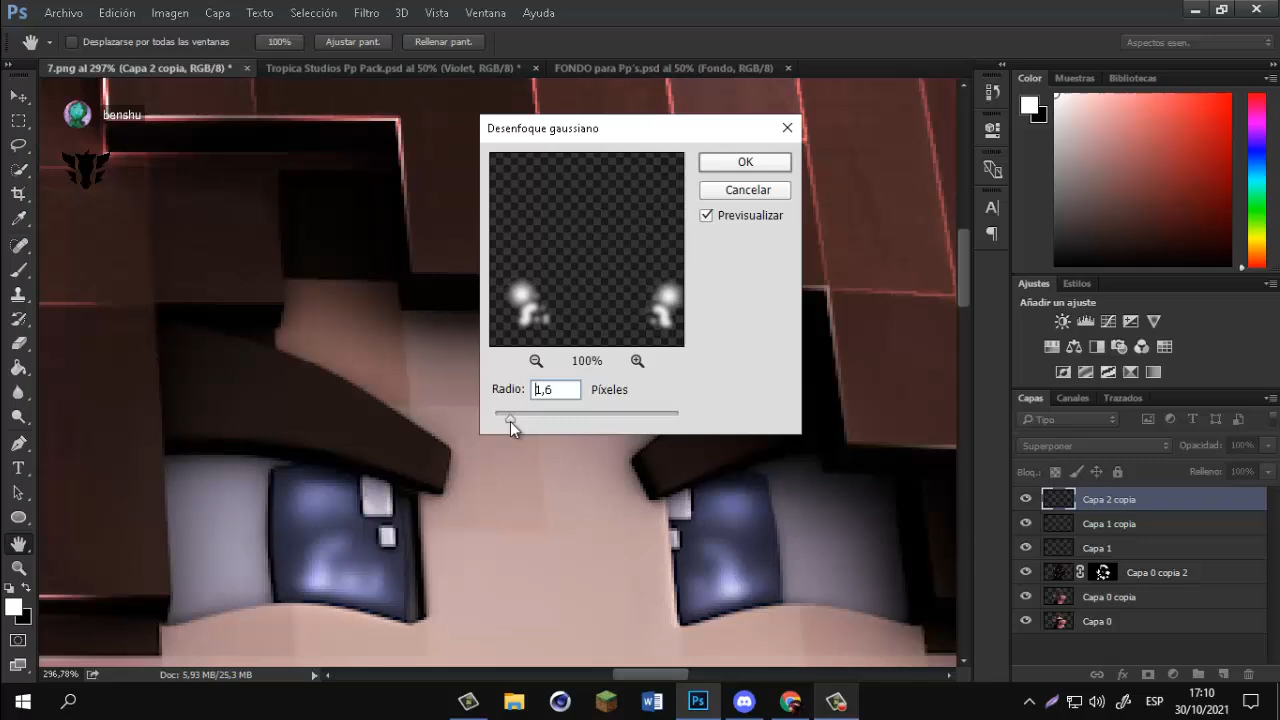 Ps Archivo Edición Imagen Capa Texto Selección Filtro 3D Vista Ventana Ayuda
Desplazarse por todas las ventanas 100% Ajustar pant. Rellenar pant. Aspectos esen.
7.png al 297% (Capa 2 copia, RGB/8) * Tropica Studios Pp Pack.psd al 50% (Violet, RGB/8) * FONDO para Pp's.psd al 50% (Fondo, RGB/8)
benshu
Desenfoque gaussiano
OK
Cancelar
Previsualizar
100%
Radio: 1,6 Píxeles
Color Muestras Bibliotecas
Ajustes Estilos
Añadir un ajuste
Capas Canales Trazados
Tipo
Superponer Opacidad: 100%
Bloq.: Relleno: 100%
Capa 2 copia
Capa 1 copia
Capa 1
Capa 0 copia 2
Capa 0 copia
Capa 0
296,78% Doc: 5,93 MB/25,3 MB
Ps ESP 17:10
30/10/2021